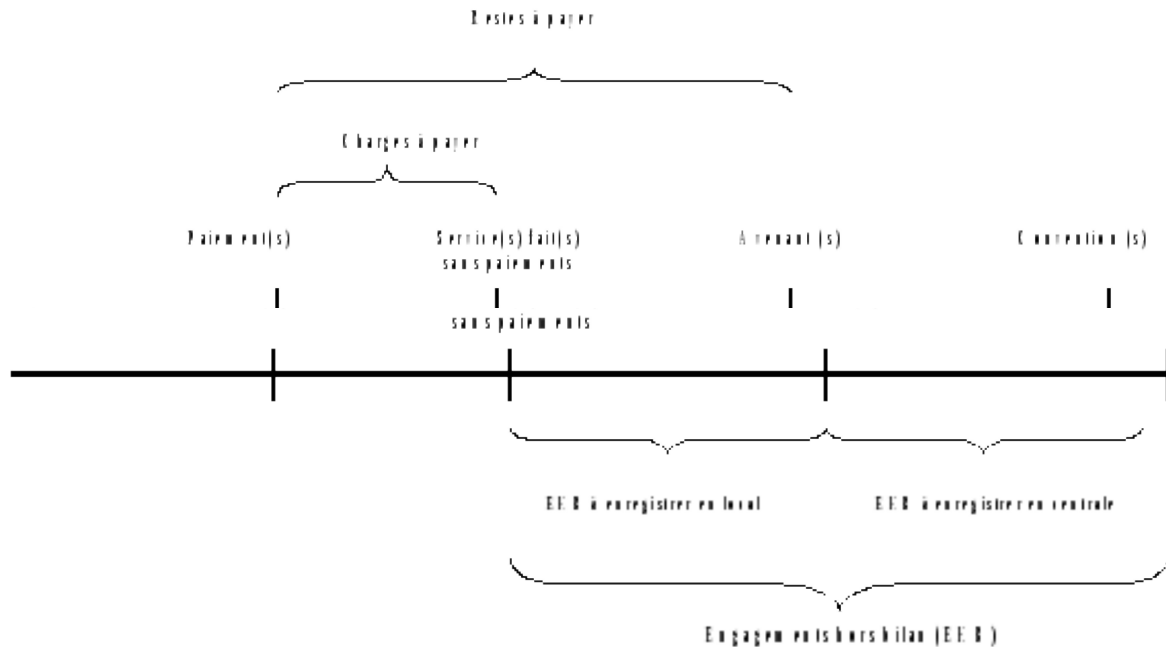 Restes à payer
Charges à payer
Paiement(s)
Service(s) fait(s)
sans paiements
Avenant (s)
Convention (s)
sans paiements
EHB à enregistrer en local
EHB à enregistrer en centrale
Engagements hors bilan (EHB)